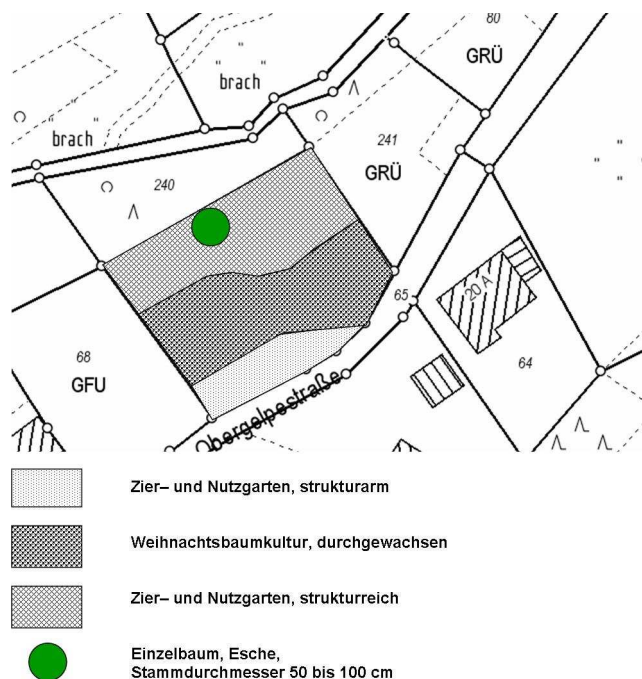 80
GRÜ
"
" "
brach
"
" "
brach
241
GRÜ
240
" "
"
20 A
65
68
GFU
64
Obergelpestraße
Zier– und Nutzgarten, strukturarm
Weihnachtsbaumkultur, durchgewachsen
Zier– und Nutzgarten, strukturreich
Einzelbaum, Esche,
Stammdurchmesser 50 bis 100 cm